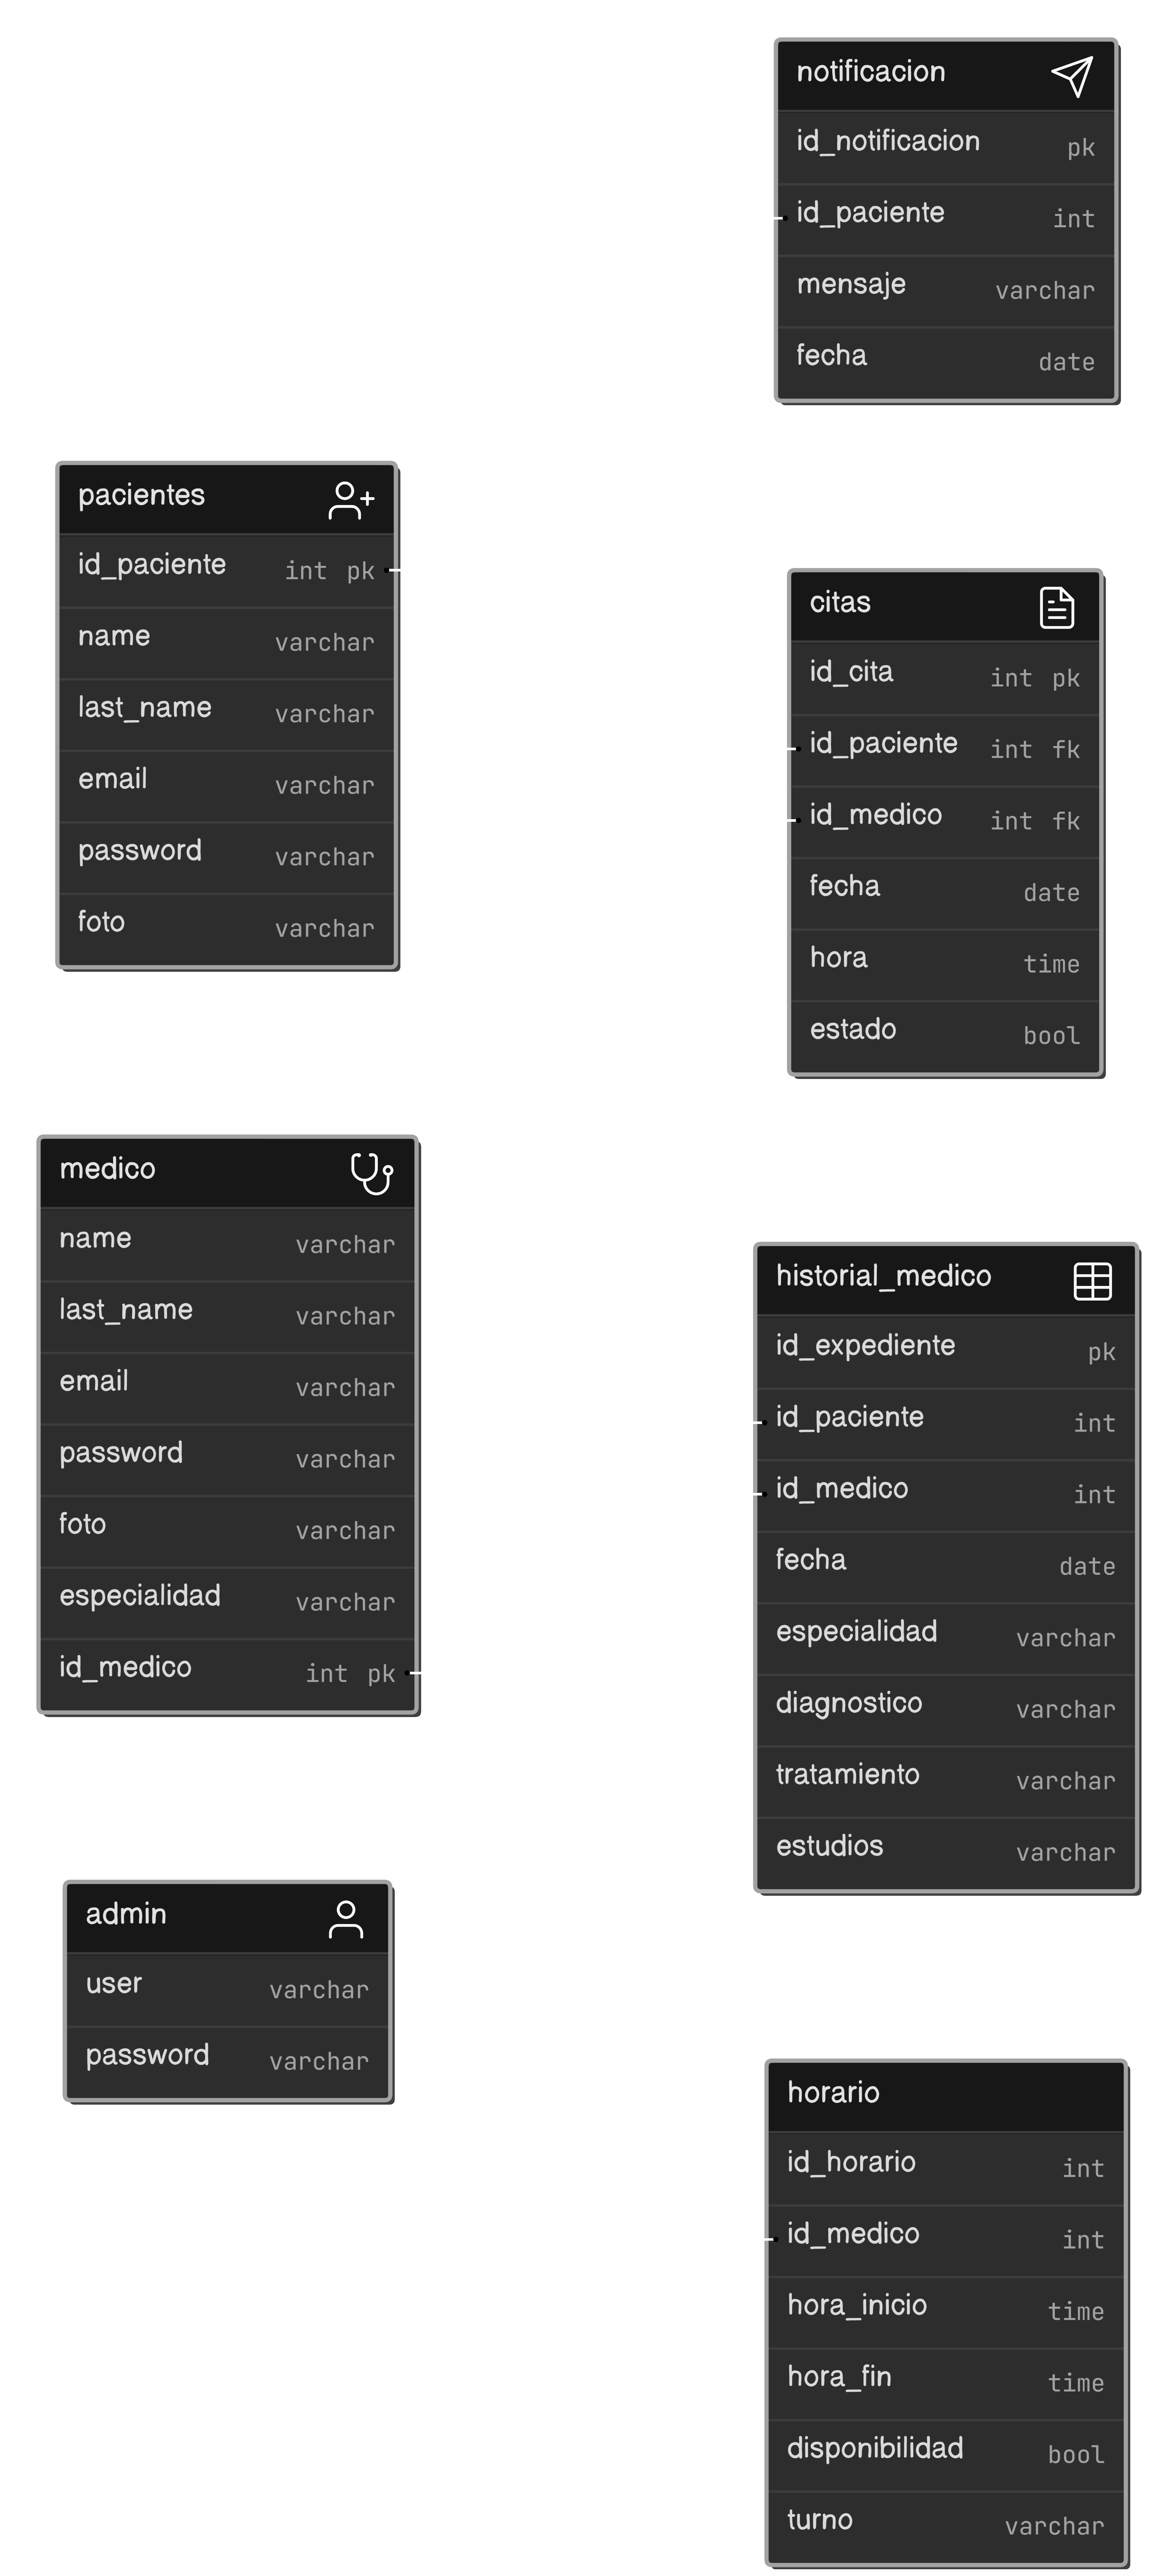 notificacion
id_notificacion pk
id_paciente int
mensaje varchar
fecha date
pacientes
id_paciente int pk
name varchar
last_name varchar
email varchar
password varchar
foto varchar
citas
id_cita int pk
id_paciente int fk
id_medico int fk
fecha date
hora time
estado bool
medico
name varchar
last_name varchar
email varchar
password varchar
foto varchar
especialidad varchar
id_medico int pk
historial_medico
id_expediente pk
id_paciente int
id_medico int
fecha date
especialidad varchar
diagnostico varchar
tratamiento varchar
estudios varchar
admin
user varchar
password varchar
horario
id_horario int
id_medico int
hora_inicio time
hora_fin time
disponibilidad bool
turno varchar